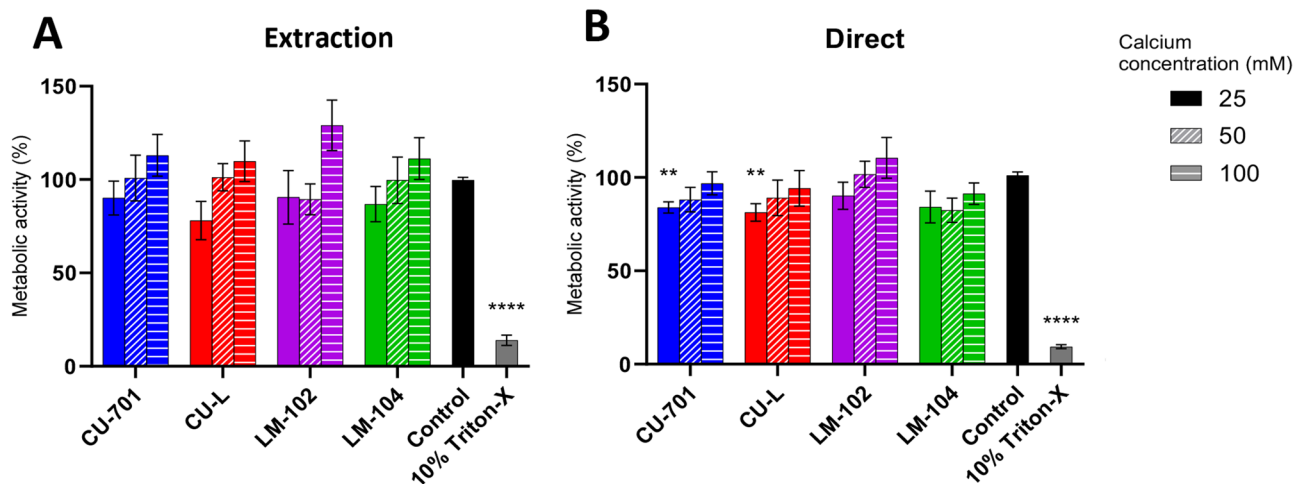 A
Extraction
Metabolic activity (%)
150
100
50
0
****
CU-701
CU-L
LM-102
LM-104
Control
10% Triton-X
B
Direct
Metabolic activity (%)
150
100
50
0
**
**
****
CU-701
CU-L
LM-102
LM-104
Control
10% Triton-X
Calcium
concentration (mM)
25
50
100